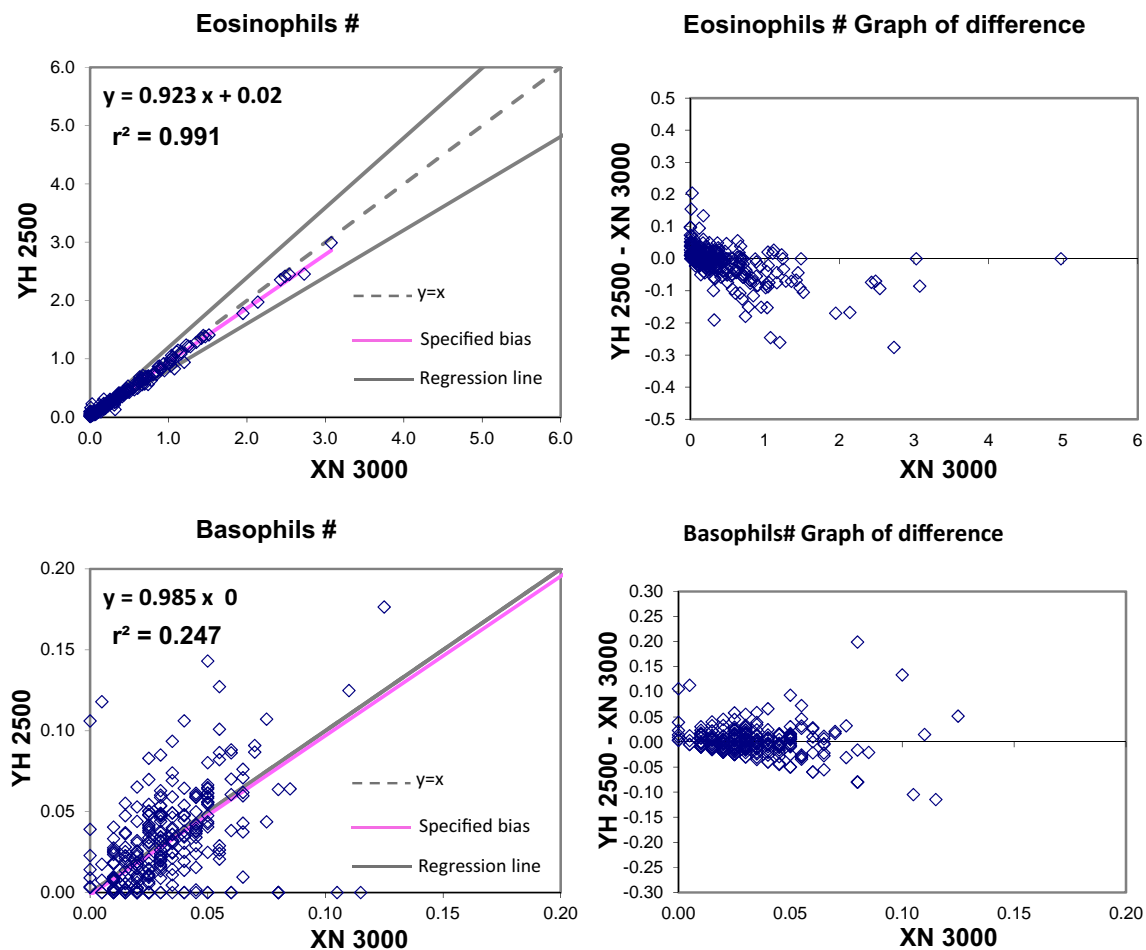 Eosinophils #
y = 0.923 x + 0.02
r² = 0.991
6.0
5.0
4.0
3.0
2.0
1.0
0.0
YH 2500
y=x
Specified bias
Regression line
0.0 1.0 2.0 3.0 4.0 5.0 6.0
XN 3000
Eosinophils # Graph of difference
0.5
0.4
0.3
0.2
0.1
0.0
-0.1
-0.2
-0.3
-0.4
-0.5
YH 2500 - XN 3000
0 1 2 3 4 5 6
XN 3000
Basophils #
y = 0.985 x 0
r² = 0.247
0.20
0.15
0.10
0.05
0.00
YH 2500
y=x
Specified bias
Regression line
0.00 0.05 0.10 0.15 0.20
XN 3000
Basophils# Graph of difference
0.30
0.25
0.20
0.15
0.10
0.05
0.00
-0.05
-0.10
-0.15
-0.20
-0.25
-0.30
YH 2500 - XN 3000
0.00 0.05 0.10 0.15 0.20
XN 3000